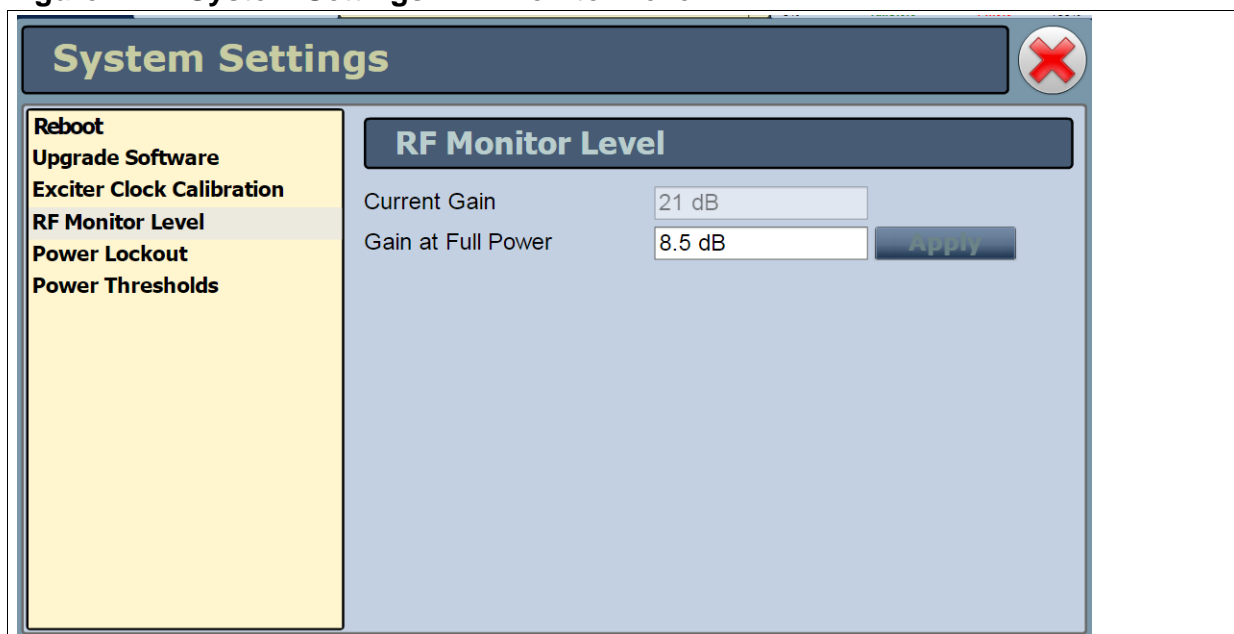 System Settings
Reboot
Upgrade Software
Exciter Clock Calibration
RF Monitor Level
Power Lockout
Power Thresholds
RF Monitor Level
Current Gain 21 dB
Gain at Full Power 8.5 dB Apply